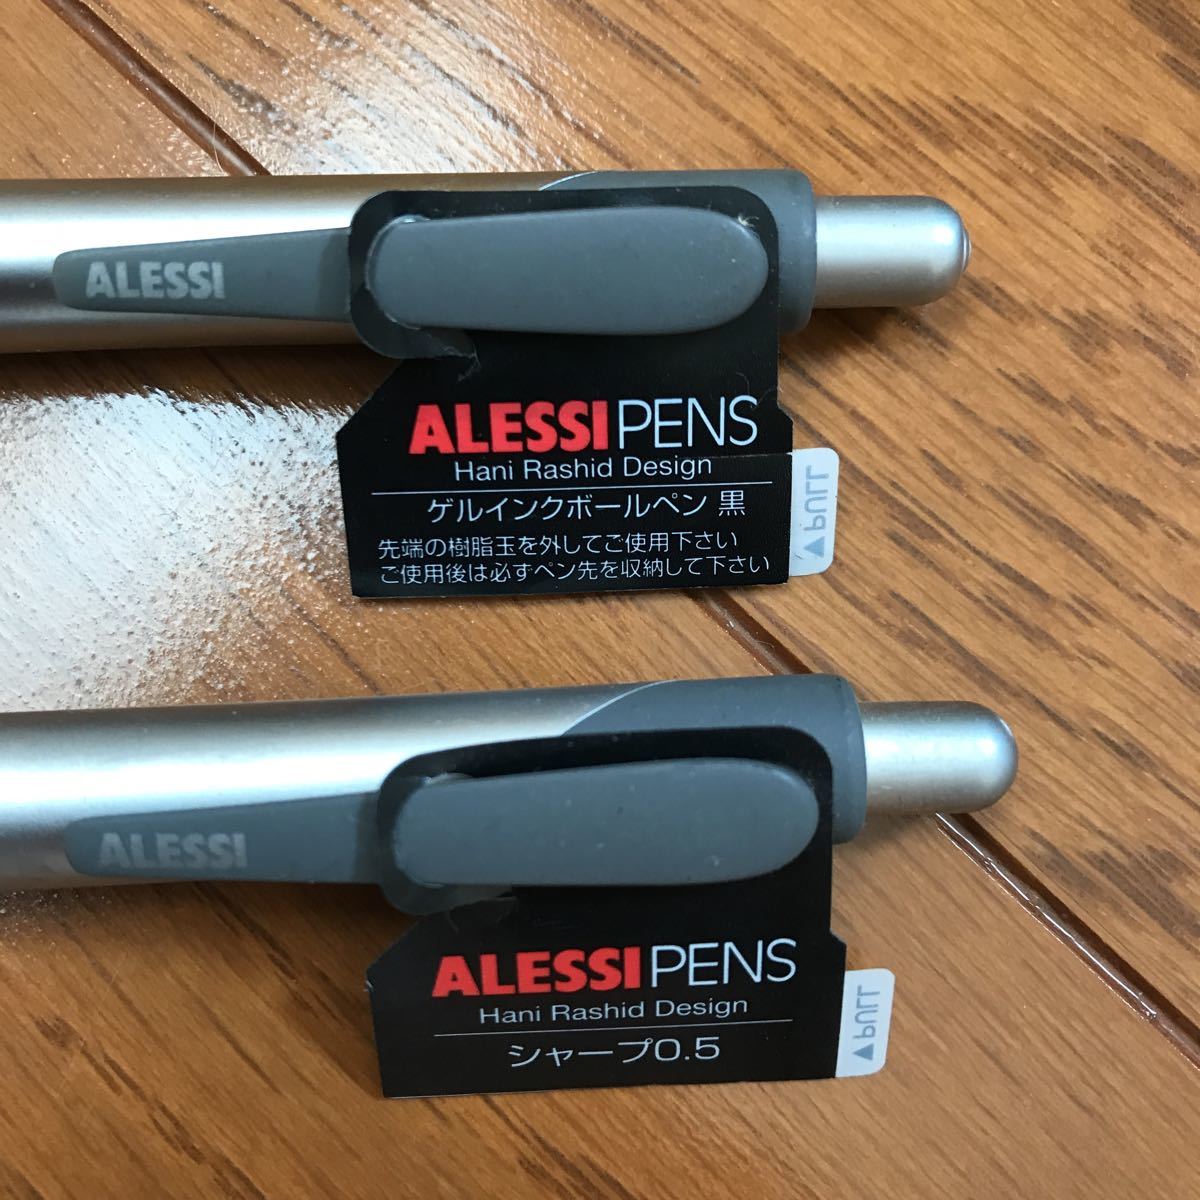 ALESSI
ALESSI PENS
Hani Rashid Design
ゲルインクボールペン 黒
先端の樹脂玉を外してご使用下さい
ご使用後は必ずペン先を収納して下さい
▲PULL
ALESSI
ALESSI PENS
Hani Rashid Design
シャープ0.5
▲PULL